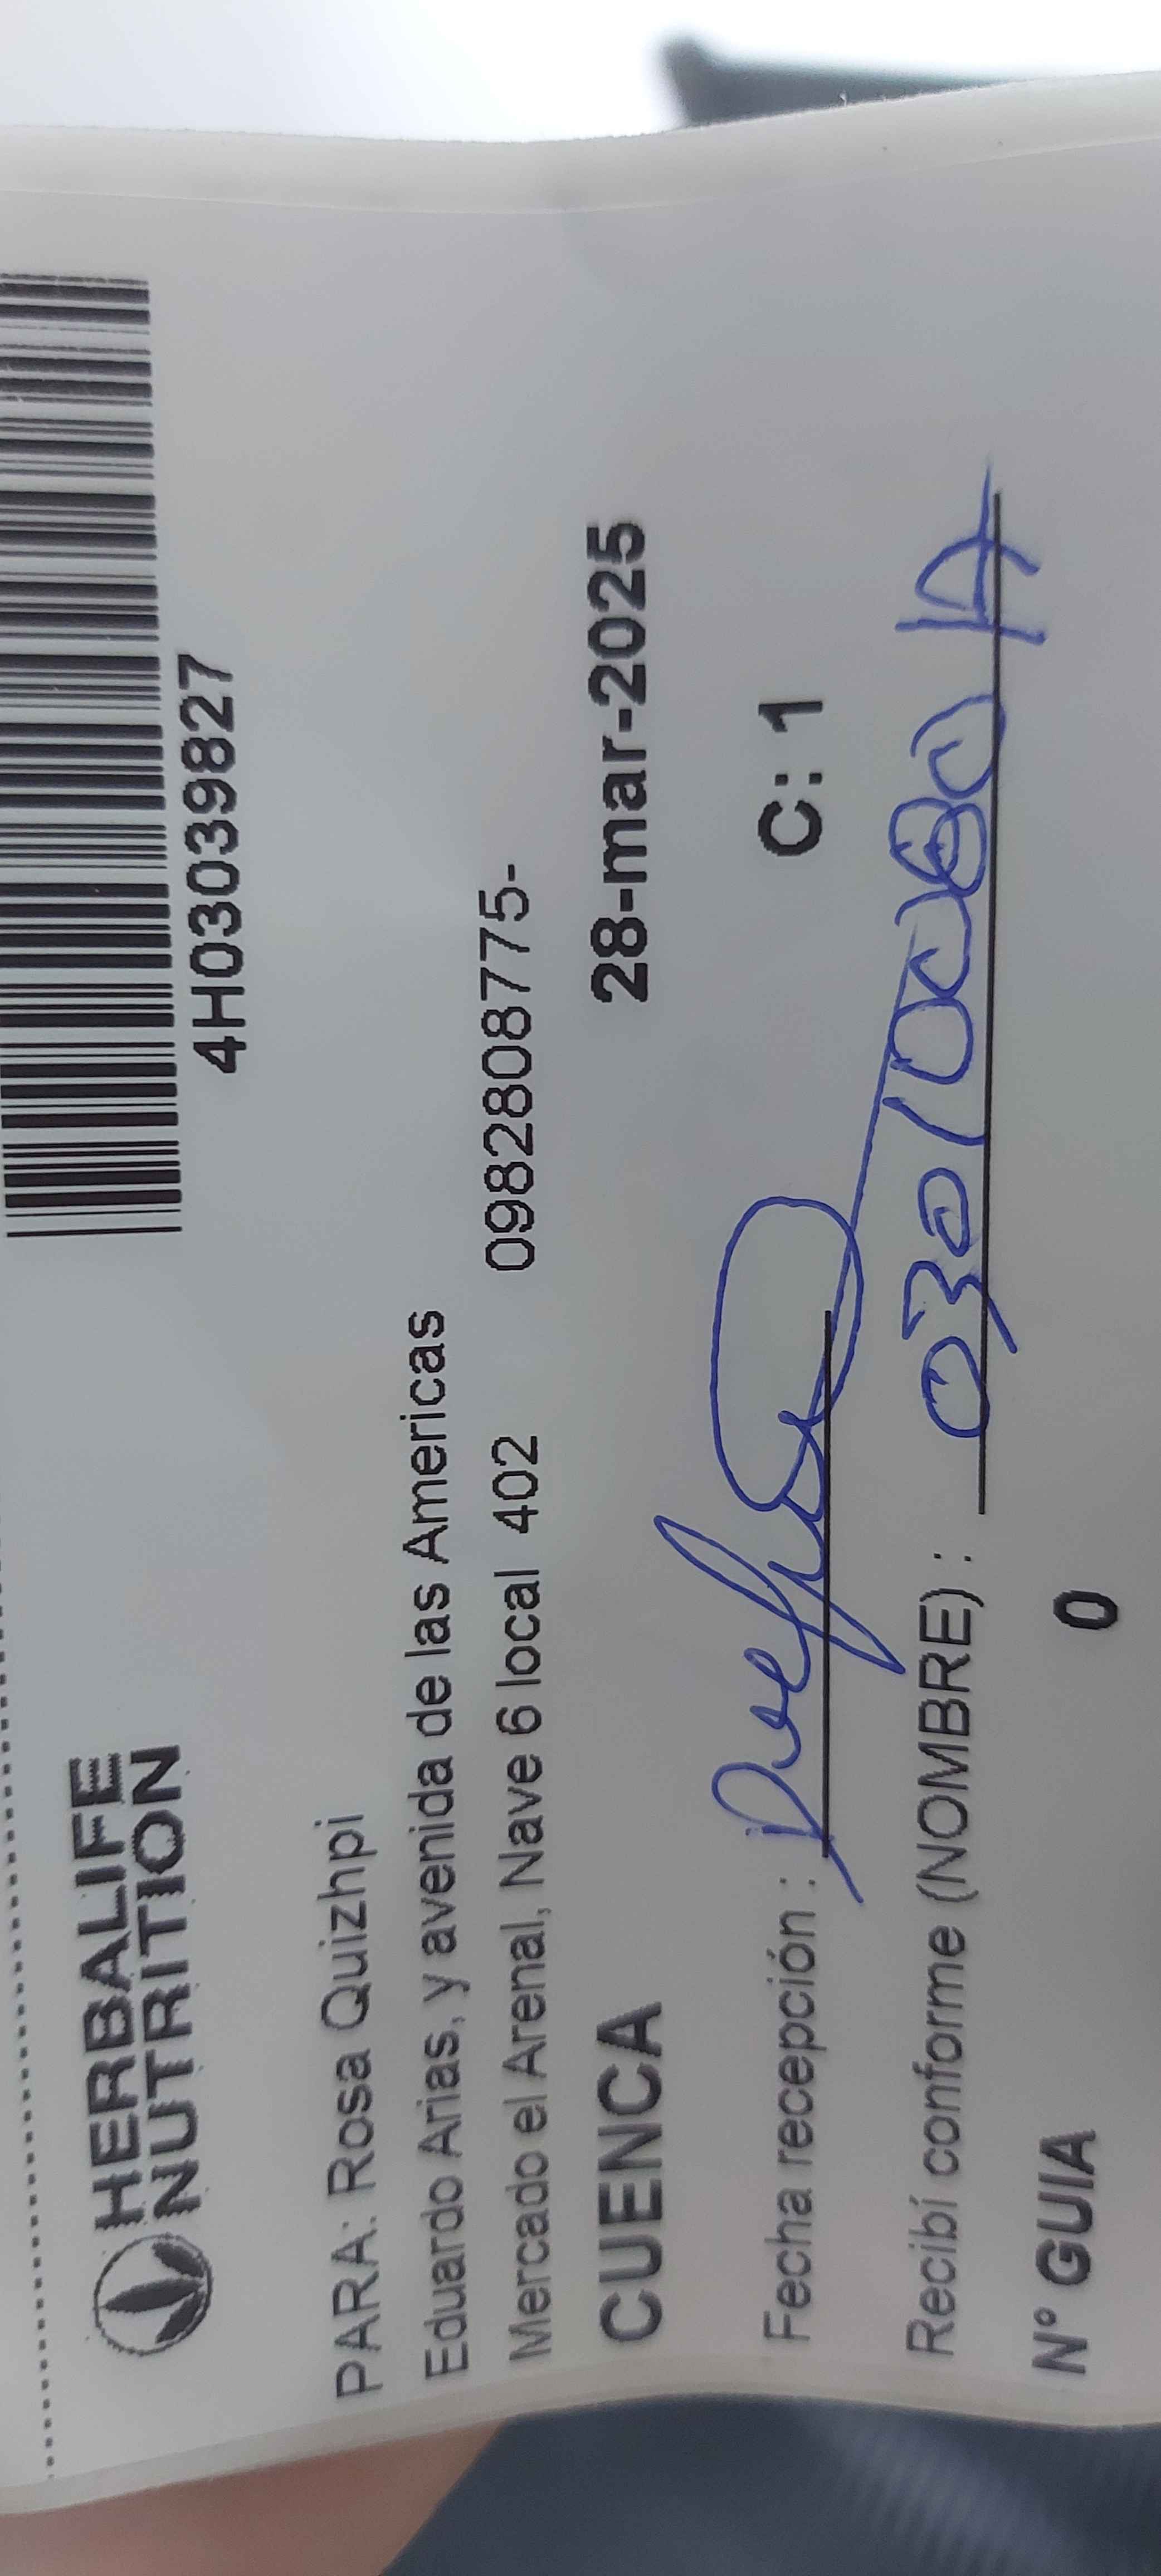 4H03039827
HERBALIFE
NUTRITION
PARA: Rosa Quizhpi
Eduardo Arias, y avenida de las Americas
Mercado el Arenal, Nave 6 local 402 0982808775-
CUENCA 28-mar-2025
Fecha recepción : C: 1
Recibí conforme (NOMBRE) :
N° GUIA 0